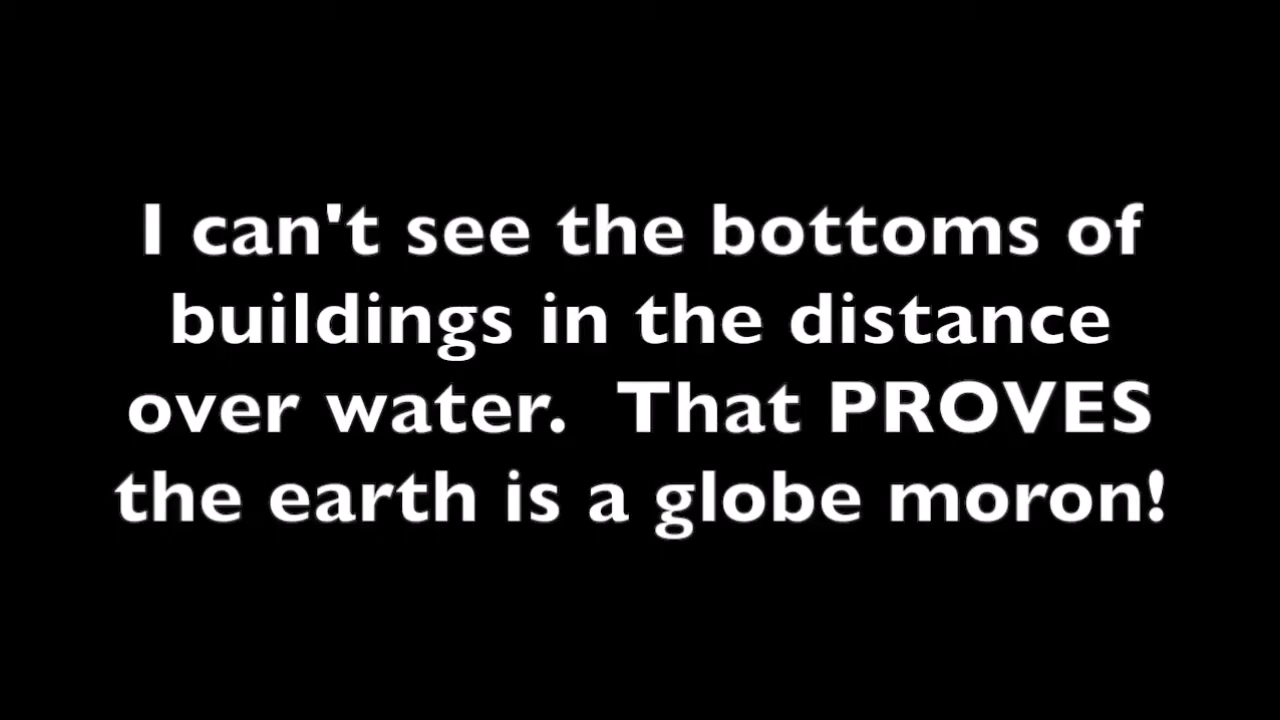 I can't see the bottoms of
buildings in the distance
over water.  That PROVES
the earth is a globe moron!